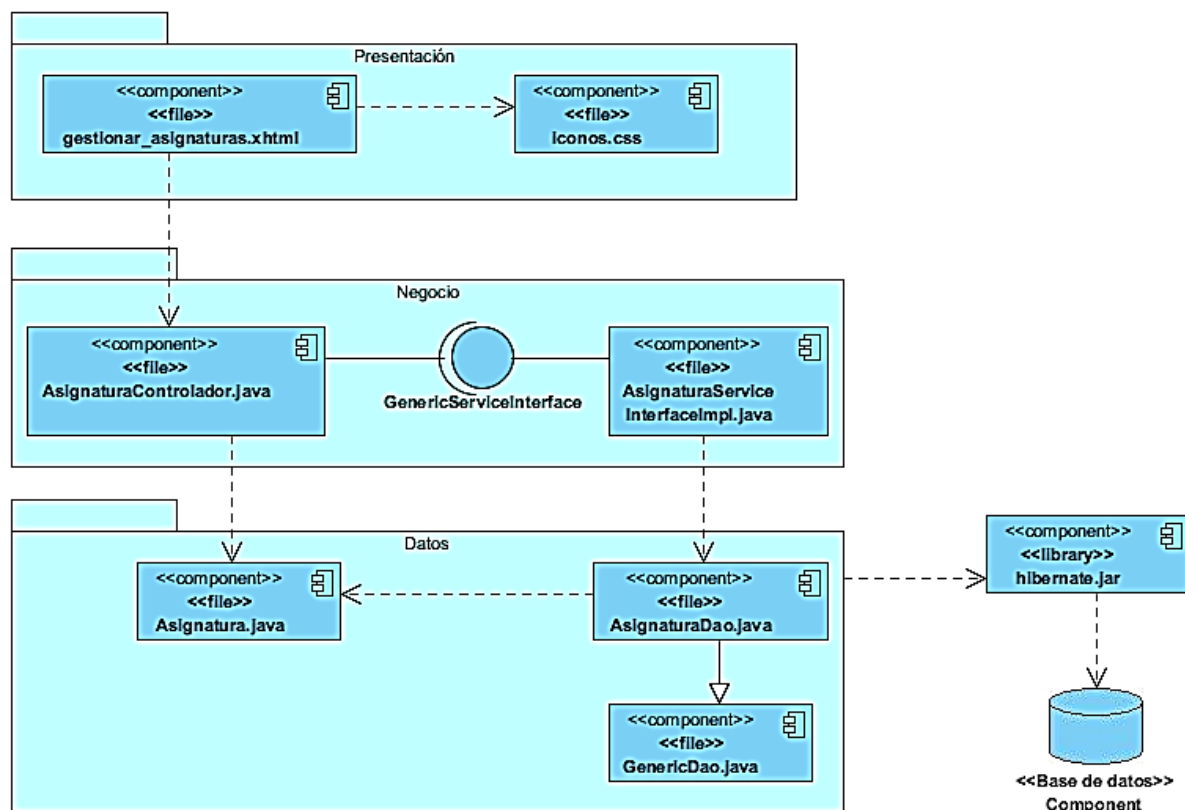 Presentación
<<component>>
<<file>>
gestionar_asignaturas.xhtml
<<component>>
<<file>>
iconos.css
Negocio
<<component>>
<<file>>
AsignaturaControlador.java
GenericServiceInterface
<<component>>
<<file>>
AsignaturaService
InterfaceImpl.java
Datos
<<component>>
<<file>>
Asignatura.java
<<component>>
<<file>>
AsignaturaDao.java
<<component>>
<<file>>
GenericDao.java
<<component>>
<<library>>
hibernate.jar
<<Base de datos>>
Component